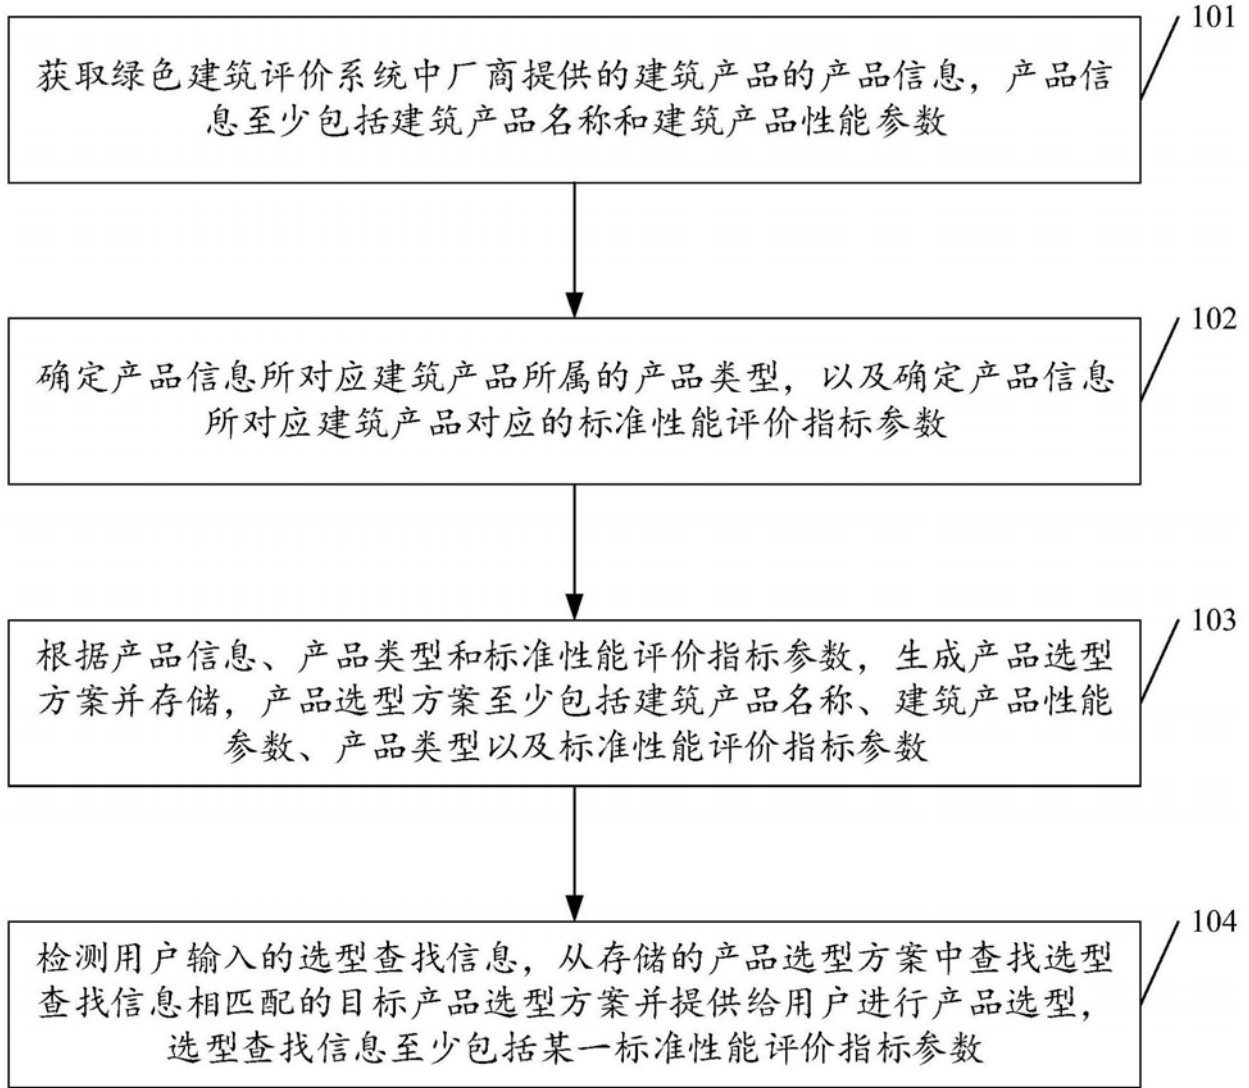 101
获取绿色建筑评价系统中厂商提供的建筑产品的产品信息，产品信
息至少包括建筑产品名称和建筑产品性能参数
102
确定产品信息所对应建筑产品所属的产品类型，以及确定产品信息
所对应建筑产品对应的标准性能评价指标参数
103
根据产品信息、产品类型和标准性能评价指标参数，生成产品选型
方案并存储，产品选型方案至少包括建筑产品名称、建筑产品性能
参数、产品类型以及标准性能评价指标参数
104
检测用户输入的选型查找信息，从存储的产品选型方案中查找选型
查找信息相匹配的目标产品选型方案并提供给用户进行产品选型，
选型查找信息至少包括某一标准性能评价指标参数